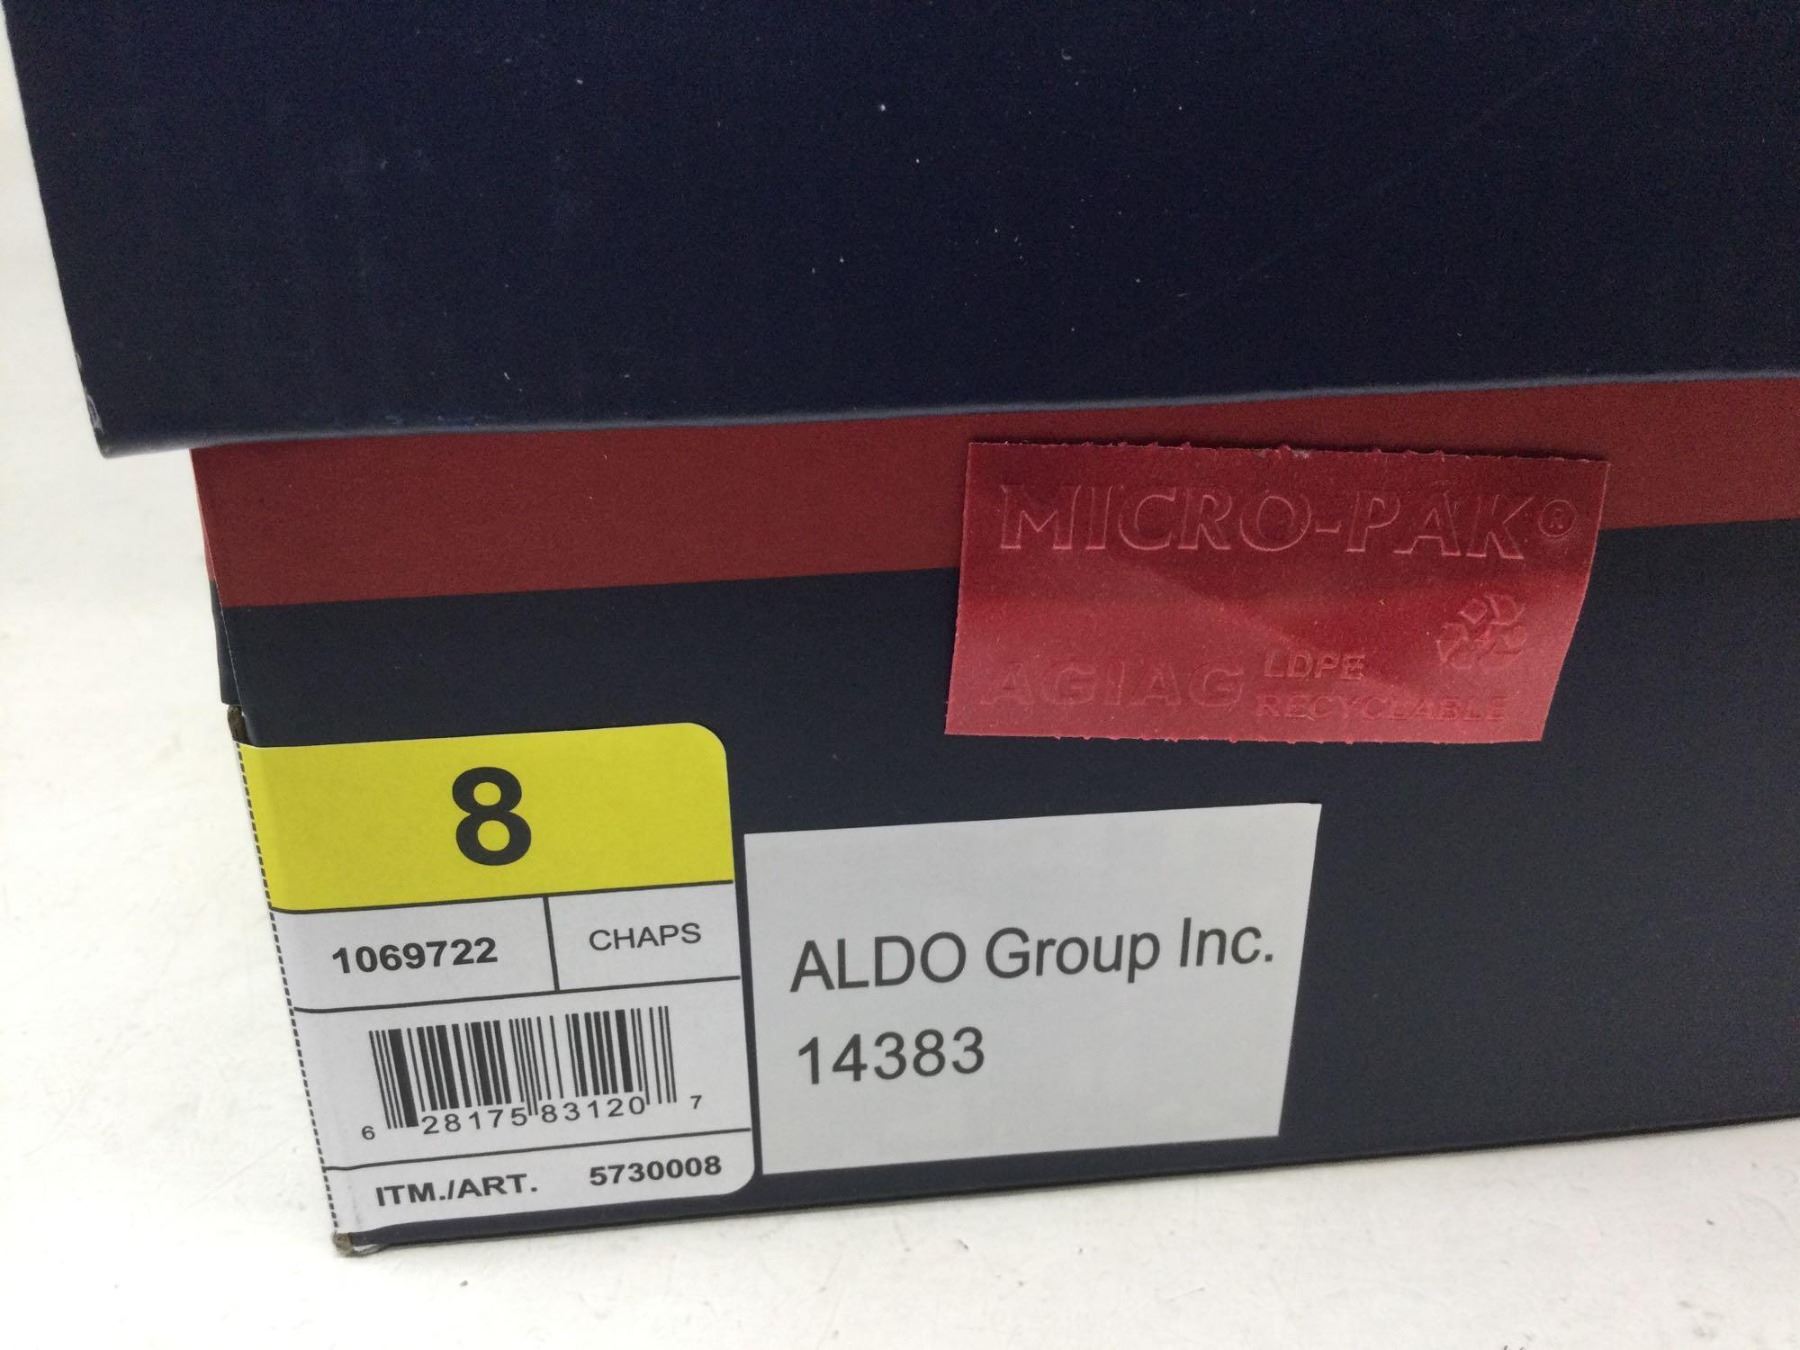 MICRO-PAK®
AGIAG LDPE
RECYCLABLE
8
1069722 CHAPS
6 28175 83120 7
ITM./ART. 5730008
ALDO Group Inc.
14383